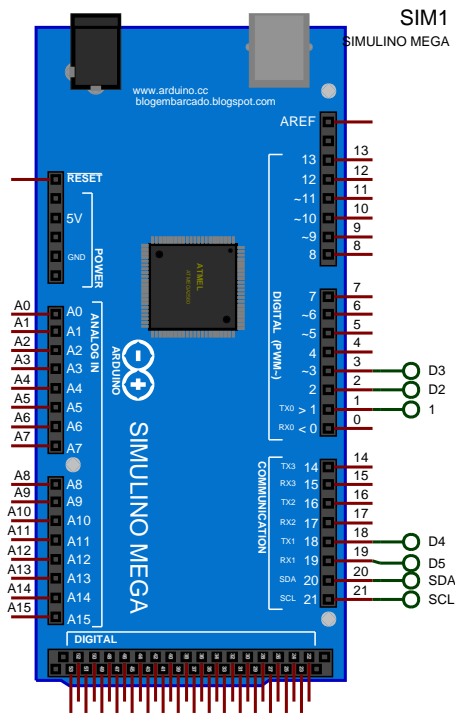 SIM1
SIMULINO MEGA
www.arduino.cc
blogembarcado.blogspot.com
AREF
RESET
5V
GND
POWER
13 13
12 12
~11 11
~10 10
~9 9
8 8
ATMEL
DIGITAL (PWM~)
7 7
~6 6
~5 5
4 4
~3 3 D3
2 2 D2
TX0 > 1 1 1
RX0 < 0 0
A0 A0
A1 A1
A2 A2
A3 A3
A4 A4
A5 A5
A6 A6
A7 A7
ANALOG IN
ARDUINO
SIMULINO MEGA
COMMUNICATION
TX3 14 14
RX3 15 15
TX2 16 16
RX2 17 17
TX1 18 18 D4
RX1 19 19 D5
SDA 20 20 SDA
SCL 21 21 SCL
A8 A8
A9 A9
A10 A10
A11 A11
A12 A12
A13 A13
A14 A14
A15 A15
DIGITAL